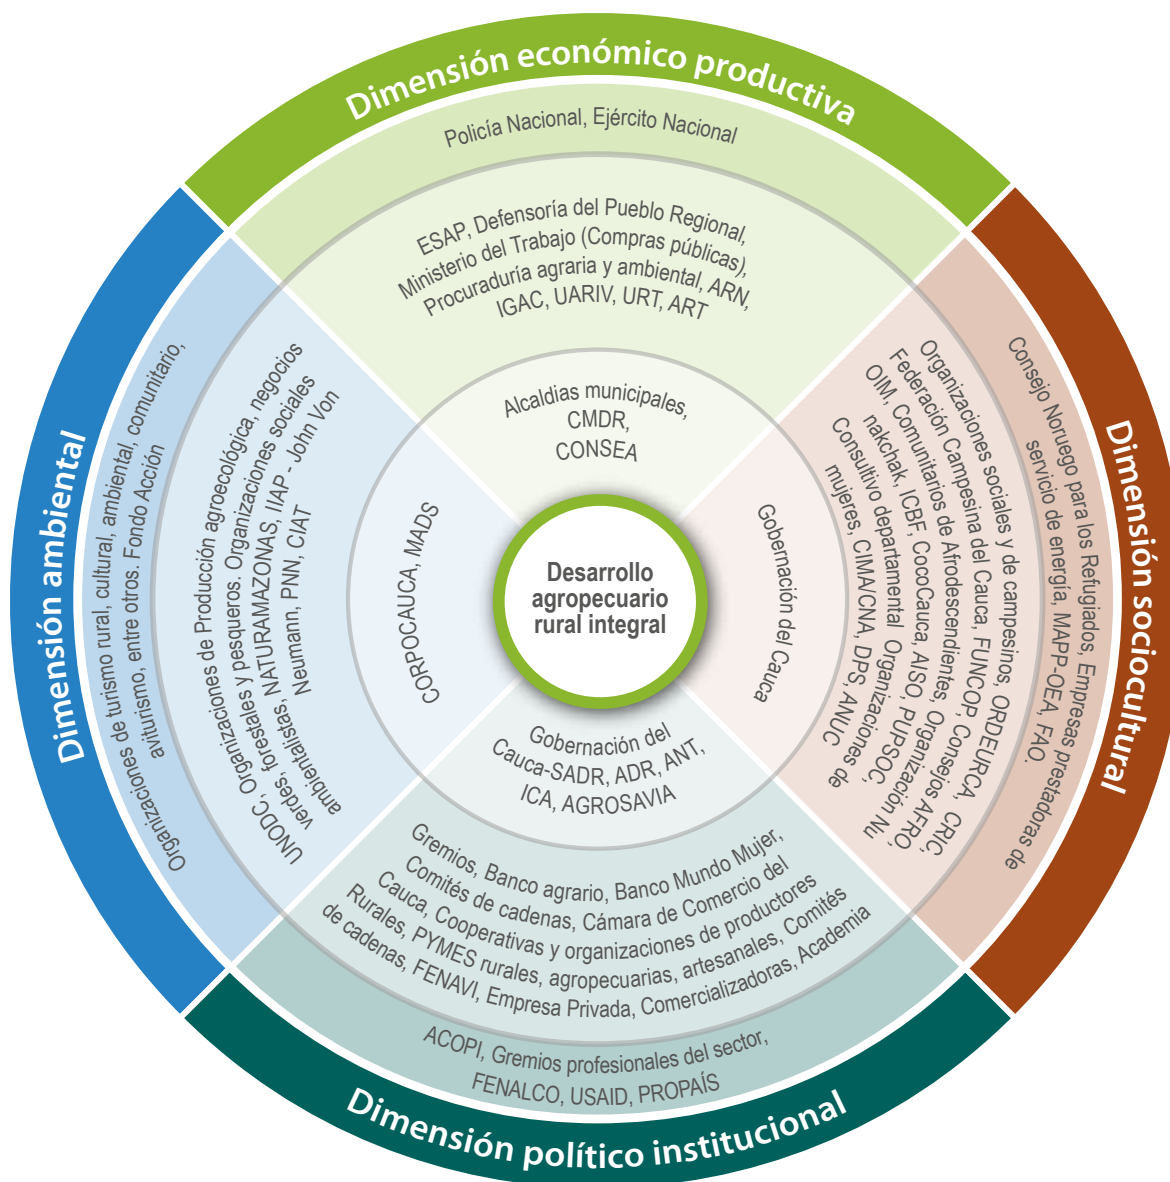 Dimensión económico productiva
Policía Nacional, Ejército Nacional
ESAP, Defensoría del Pueblo Regional,
Ministerio del Trabajo (Compras públicas),
Procuraduría agraria y ambiental, ARN,
IGAC, UARIV, URT, ART
Alcaldias municipales,
CMDR,
CONSEA
Dimensión sociocultural
Consejo Noruego para los Refugiados, Empresas prestadoras de
servicio de energía, MAPP-OEA, FAO.
Organizaciones sociales y de campesinos, ORDEURCA, CRIC,
Federación Campesina del Cauca, FUNCOP, Consejos AFRO,
OIM, Comunitarios de Afrodescendientes, Organización Nu
nakchak, ICBF, CocoCauca, AISO, PUPSOC,
Consultivo departamental Organizaciones de
mujeres, CIMA/CNA, DPS, ANUC
Gobernación del Cauca
Desarrollo
agropecuario
rural integral
Gobernación del
Cauca-SADR, ADR, ANT,
ICA, AGROSAVIA
Gremios, Banco agrario, Banco Mundo Mujer,
Comités de cadenas, Cámara de Comercio del
Cauca, Cooperativas y organizaciones de productores
Rurales, PYMES rurales, agropecuarias, artesanales, Comités
de cadenas, FENAVI, Empresa Privada, Comercializadoras, Academia
ACOPI, Gremios profesionales del sector,
FENALCO, USAID, PROPAÍS
Dimensión político institucional
Dimensión ambiental
Organizaciones de turismo rural, cultural, ambiental, comunitario,
aviturismo, entre otros. Fondo Acción
UNODC, Organizaciones de Producción agroecológica, negocios
verdes, forestales y pesqueros. Organizaciones sociales
ambientalistas, NATURAMAZONAS, IIAP - John Von
Neumann, PNN, CIAT
CORPOCAUCA, MADS